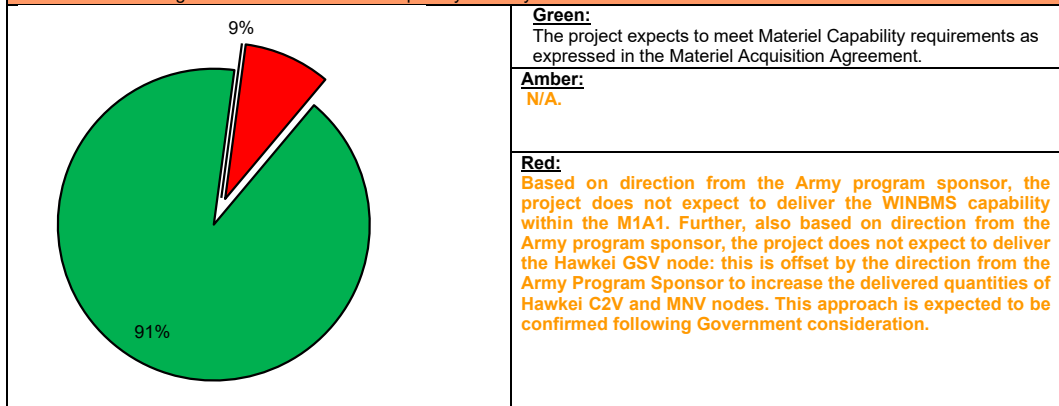 9%
91%
Green:
The project expects to meet Materiel Capability requirements as
expressed in the Materiel Acquisition Agreement.
Amber:
N/A.
Red:
Based on direction from the Army program sponsor, the
project does not expect to deliver the WINBMS capability
within the M1A1. Further, also based on direction from the
Army program sponsor, the project does not expect to deliver
the Hawkei GSV node: this is offset by the direction from the
Army Program Sponsor to increase the delivered quantities of
Hawkei C2V and MNV nodes. This approach is expected to be
confirmed following Government consideration.